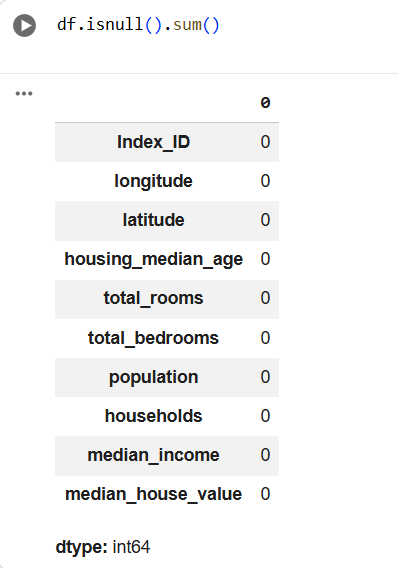 df.isnull().sum()
0
Index_ID 0
longitude 0
latitude 0
housing_median_age 0
total_rooms 0
total_bedrooms 0
population 0
households 0
median_income 0
median_house_value 0
dtype: int64